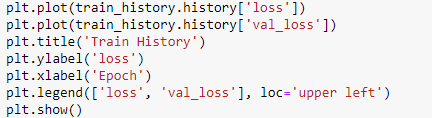 plt.plot(train_history.history['loss'])
plt.plot(train_history.history['val_loss'])
plt.title('Train History')
plt.ylabel('loss')
plt.xlabel('Epoch')
plt.legend(['loss', 'val_loss'], loc='upper left')
plt.show()